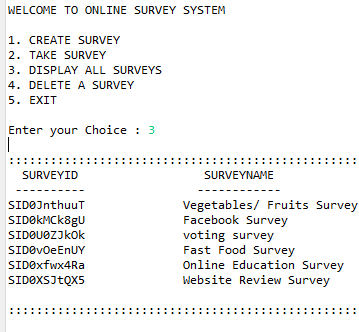 WELCOME TO ONLINE SURVEY SYSTEM
1. CREATE SURVEY
2. TAKE SURVEY
3. DISPLAY ALL SURVEYS
4. DELETE A SURVEY
5. EXIT
Enter your Choice : 3
::::::::::::::::::::::::::::::::::::::::::::::::::
SURVEYID SURVEYNAME
---------- ------------
SID0JnthuuT Vegetables/ Fruits Survey
SID0kMCk8gU Facebook Survey
SID0U0ZJkOk voting survey
SID0vOeEnUY Fast Food Survey
SID0xfwx4Ra Online Education Survey
SID0XSJtQX5 Website Review Survey
::::::::::::::::::::::::::::::::::::::::::::::::::